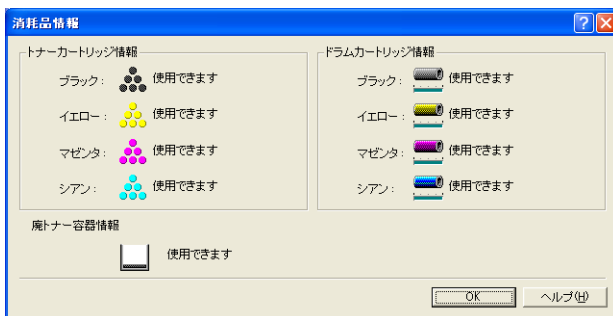 消耗品情報
トナーカートリッジ情報
ブラック： 使用できます
イエロー： 使用できます
マゼンタ： 使用できます
シアン： 使用できます
ドラムカートリッジ情報
ブラック： 使用できます
イエロー： 使用できます
マゼンタ： 使用できます
シアン： 使用できます
廃トナー容器情報
使用できます
OK
ヘルプ(H)